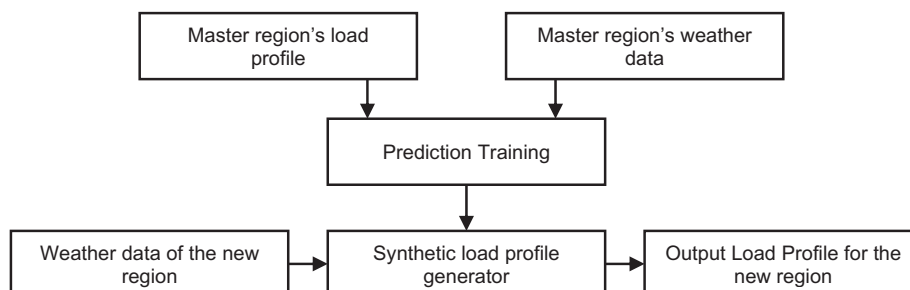 Master region’s load
profile
Master region’s weather
data
Prediction Training
Weather data of the new
region
Synthetic load profile
generator
Output Load Profile for the
new region